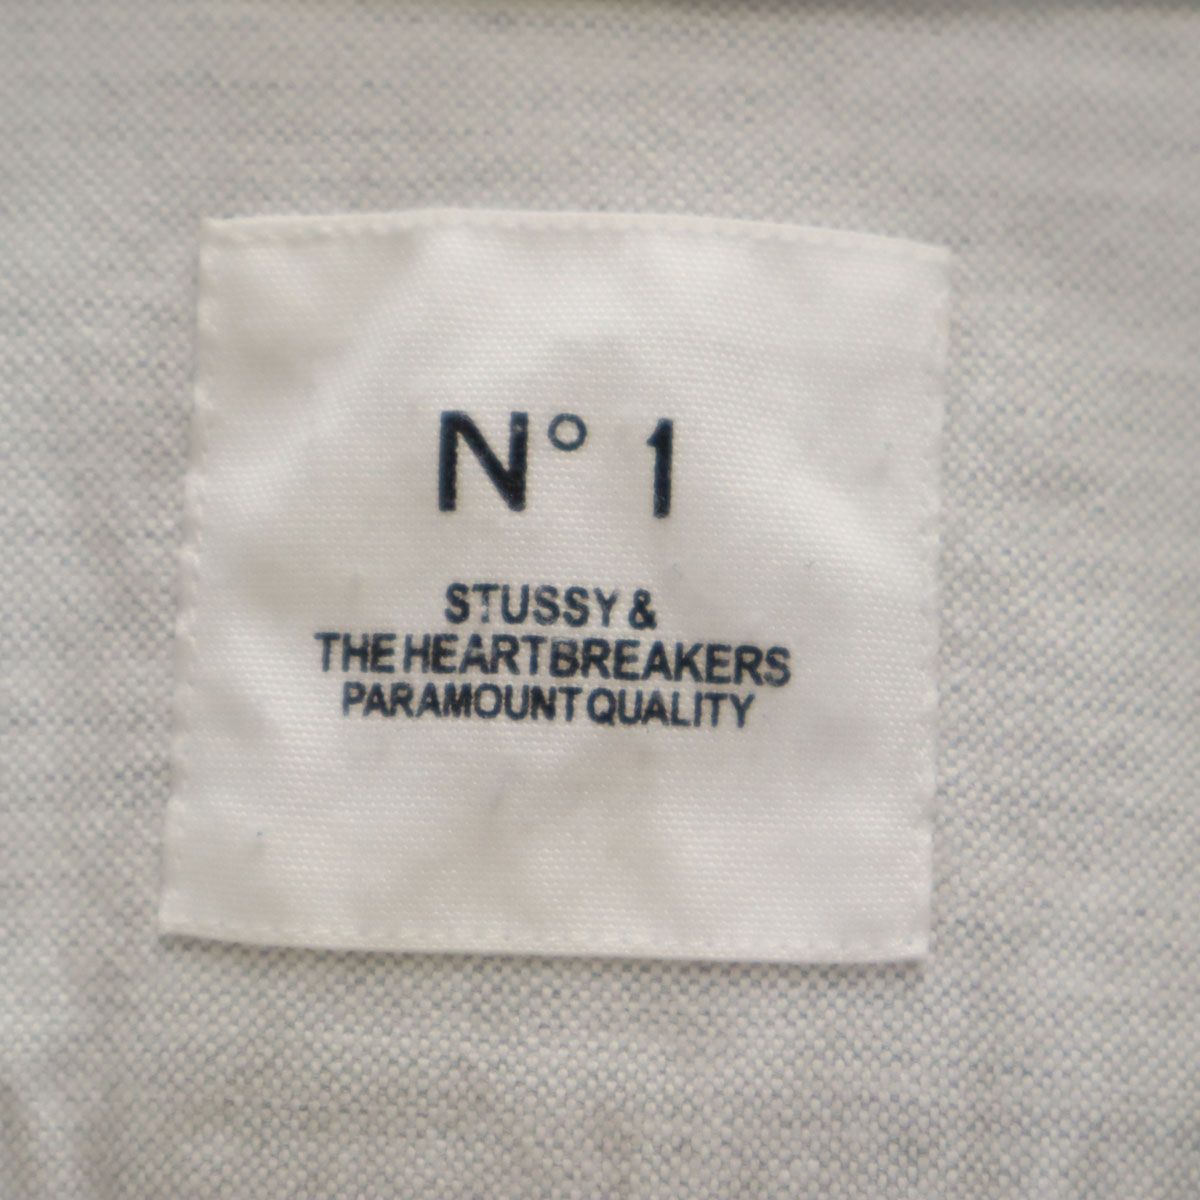 N° 1
STUSSY &
THE HEARTBREAKERS
PARAMOUNT QUALITY